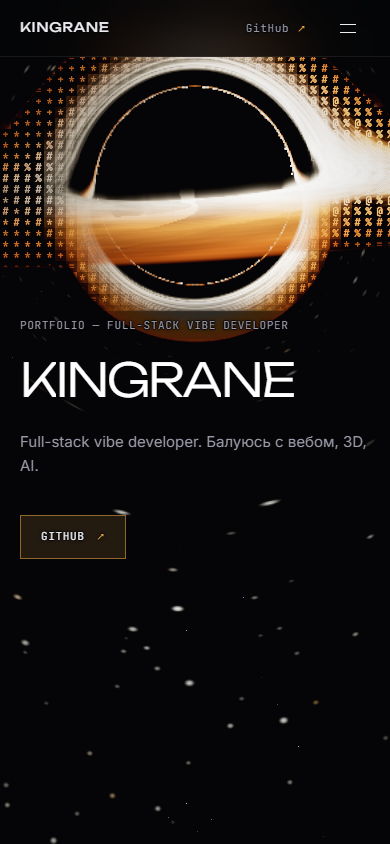 KINGRANE
GitHub ↗
PORTFOLIO — FULL-STACK VIBE DEVELOPER
KINGRANE
Full-stack vibe developer. Балуюсь с вебом, 3D,
AI.
GITHUB ↗